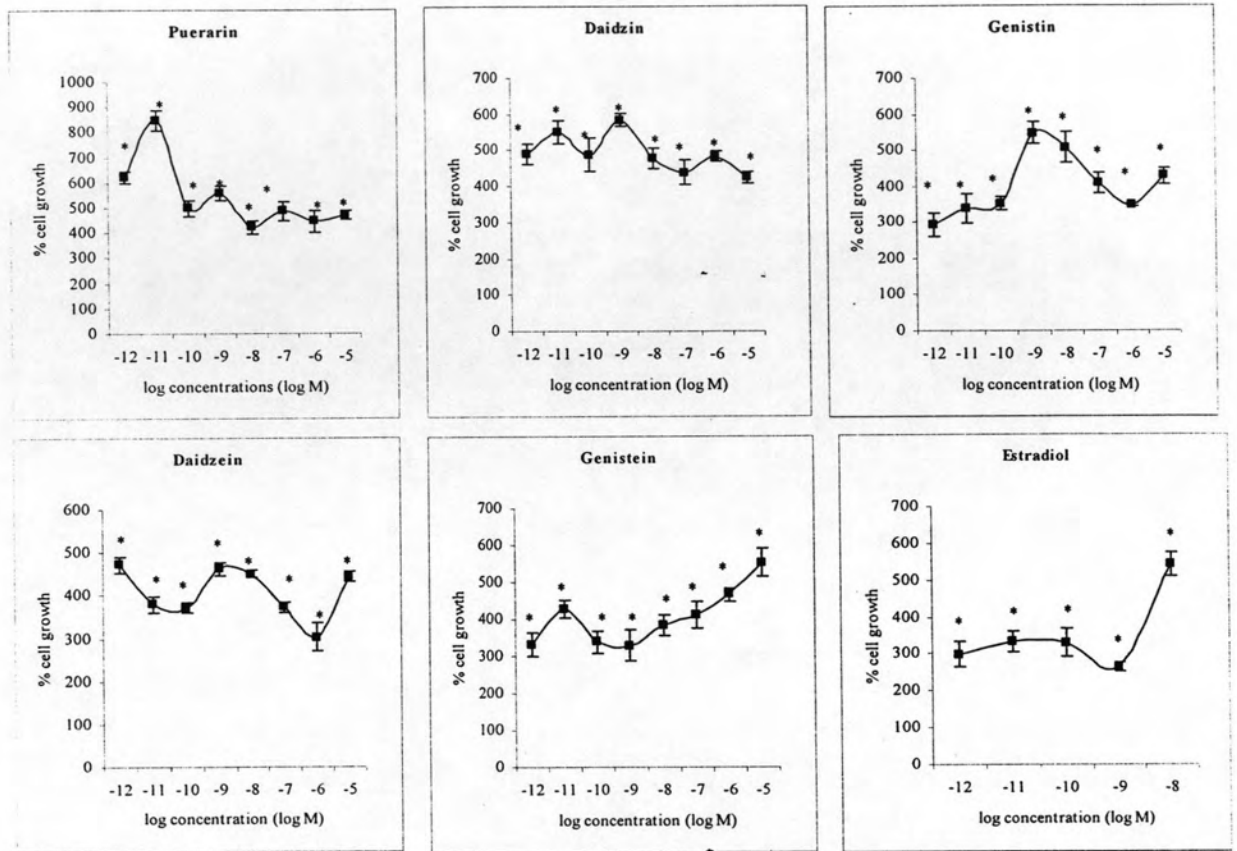 Puerarin
% cell growth
1000
900
800
700
600
500
400
300
200
100
0
* * * * * * * *
-12 -11 -10 -9 -8 -7 -6 -5
log concentrations (log M)
Daidzin
% cell growth
700
600
500
400
300
200
100
0
* * * * * * * *
-12 -11 -10 -9 -8 -7 -6 -5
log concentration (log M)
Genistin
% cell growth
700
600
500
400
300
200
100
0
* * * * * * * *
-12 -11 -10 -9 -8 -7 -6 -5
log concentration (log M)
Daidzein
% cell growth
600
500
400
300
200
100
0
* * * * * * * *
-12 -11 -10 -9 -8 -7 -6 -5
log concentration (log M)
Genistein
% cell growth
700
600
500
400
300
200
100
0
* * * * * * * *
-12 -11 -10 -9 -8 -7 -6 -5
log concentration (log M)
Estradiol
% cell growth
700
600
500
400
300
200
100
0
* * * * *
-12 -11 -10 -9 -8
log concentration (log M)